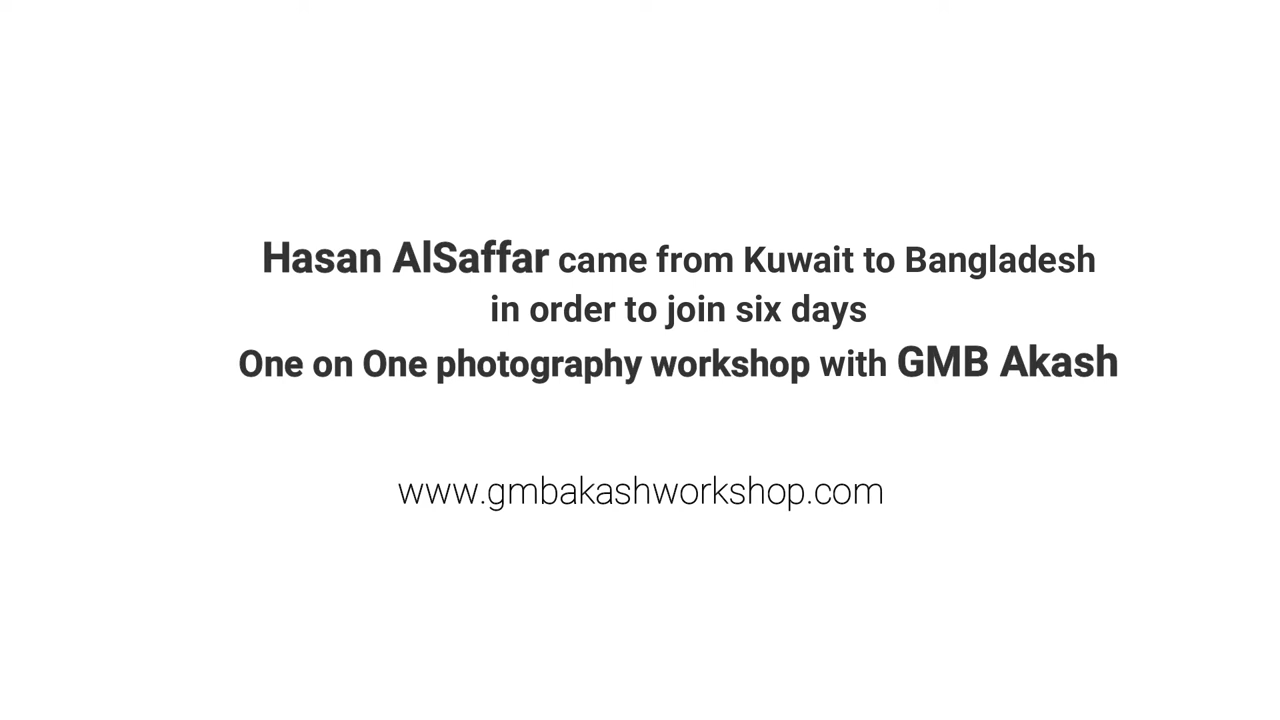 Hasan AlSaffar came from Kuwait to Bangladesh
in order to join six days
One on One photography workshop with GMB Akash
www.gmbakashworkshop.com